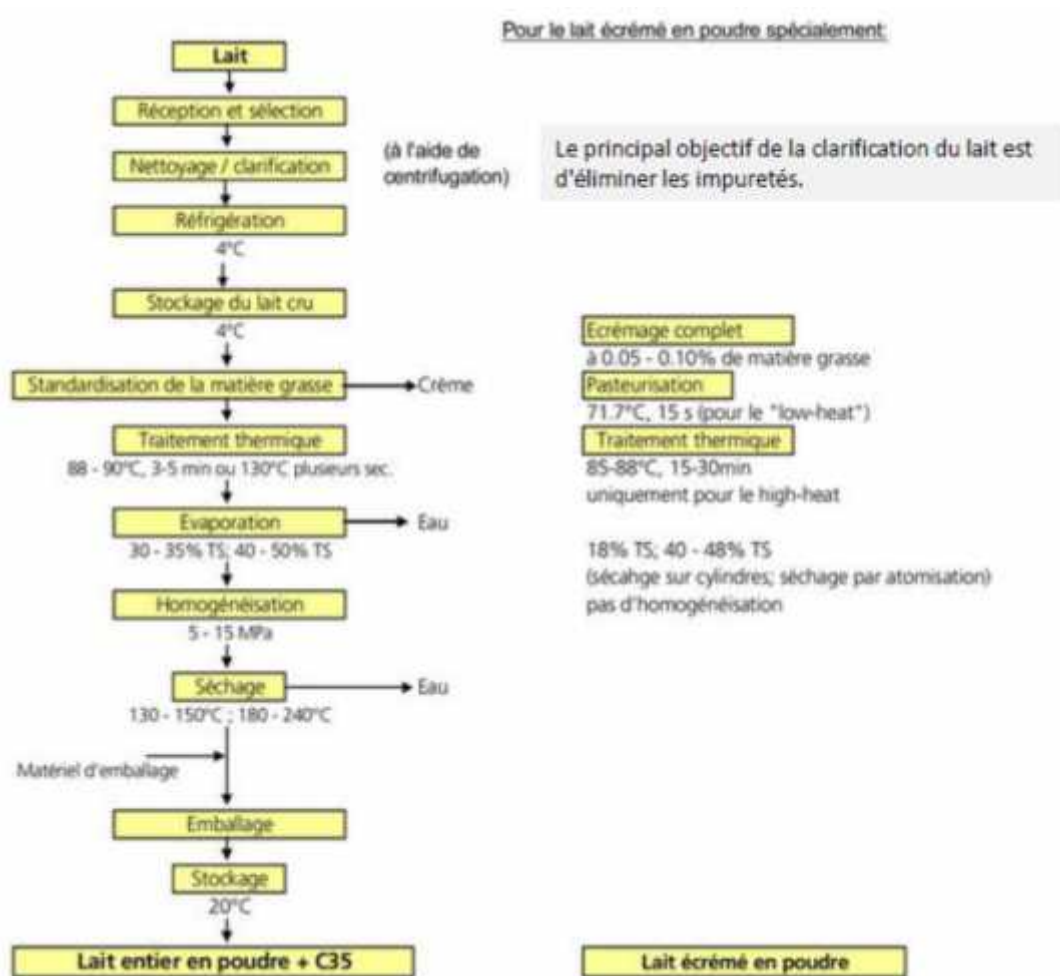 Pour le lait écrémé en poudre spécialement:
Lait
Réception et sélection
Nettoyage / clarification
(à l'aide de
centrifugation)
Le principal objectif de la clarification du lait est
d'éliminer les impuretés.
Réfrigération
4°C
Stockage du lait cru
4°C
Standardisation de la matière grasse
Crème
Traitement thermique
88 - 90°C, 3-5 min ou 130°C plusieurs sec.
Evaporation
Eau
30 - 35% TS; 40 - 50% TS
Homogénéisation
5 - 15 MPa
Séchage
Eau
130 - 150°C ; 180 - 240°C
Matériel d'emballage
Emballage
Stockage
20°C
Lait entier en poudre + C35
Ecrémage complet
à 0.05 - 0.10% de matière grasse
Pasteurisation
71.7°C, 15 s (pour le "low-heat")
Traitement thermique
85-88°C, 15-30min
uniquement pour le high-heat
18% TS; 40 - 48% TS
(sécahge sur cylindres; séchage par atomisation)
pas d'homogénéisation
Lait écrémé en poudre